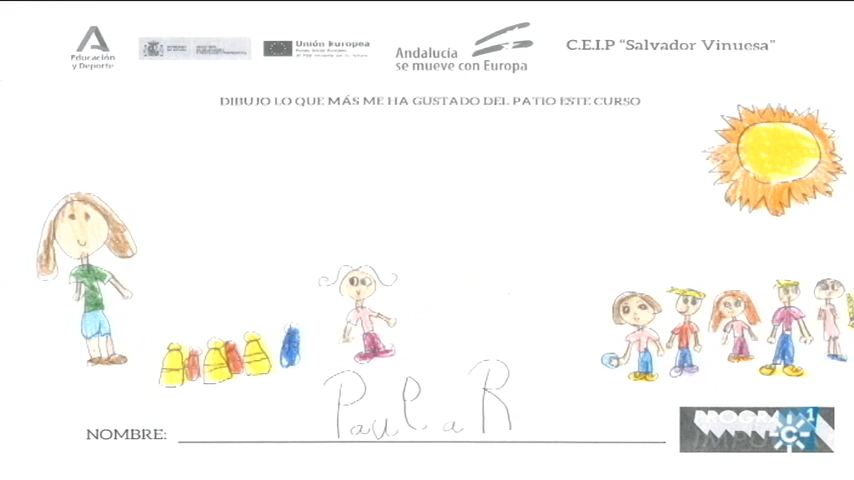 Educación
y Deporte
Unión Europea
Andalucía
se mueve con Europa
C.E.I.P "Salvador Vinuesa"
DIBUJO LO QUE MÁS ME HA GUSTADO DEL PATIO ESTE CURSO
Paula R
NOMBRE: